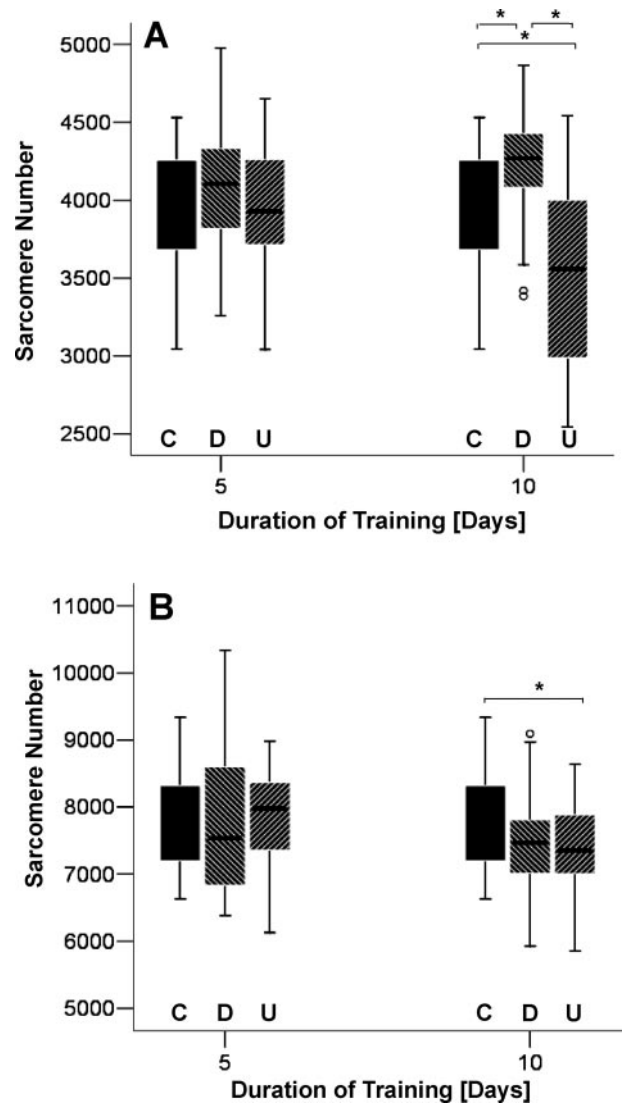 A
* *
*
5000
4500
4000
3500
3000
2500
Sarcomere Number
C D U C D U
5 10
Duration of Training [Days]
B
*
11000
10000
9000
8000
7000
6000
5000
Sarcomere Number
C D U C D U
5 10
Duration of Training [Days]